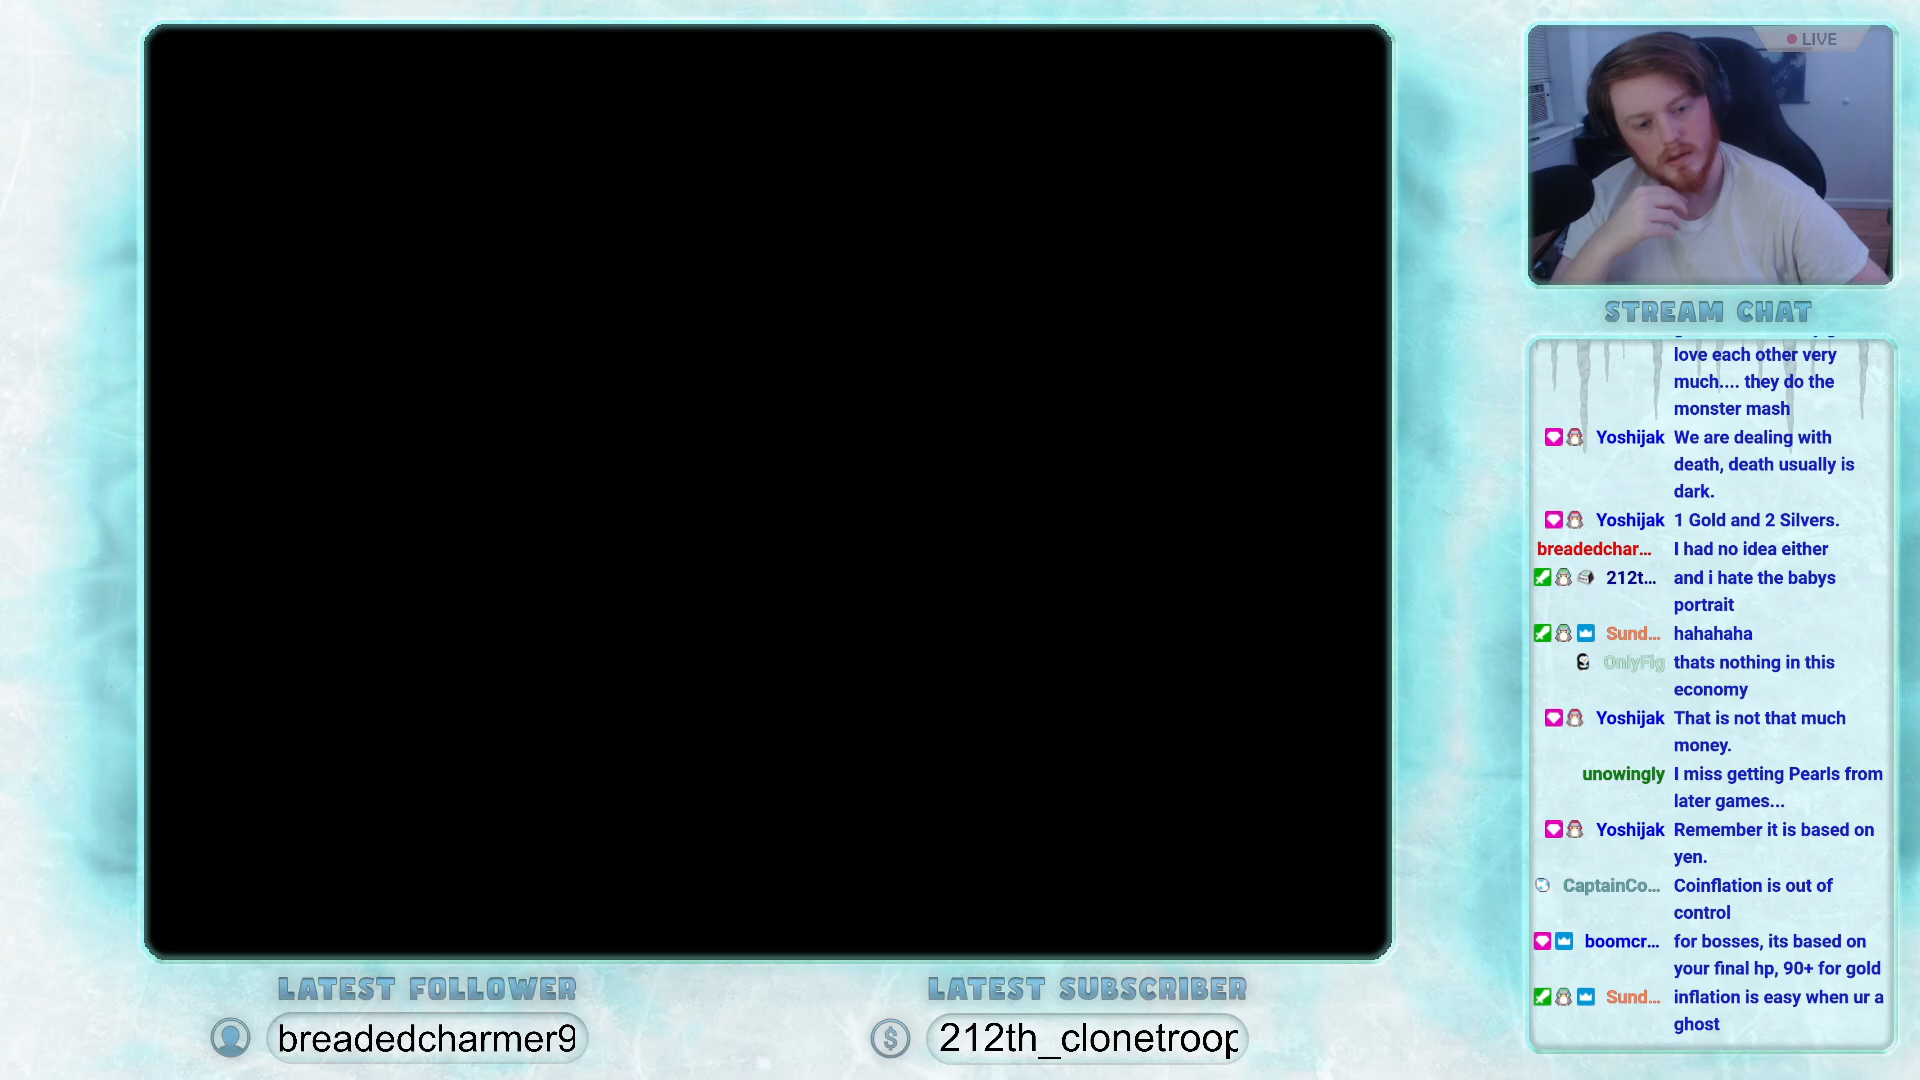 LIVE
STREAM CHAT
love each other very
much.... they do the
monster mash
Yoshijak We are dealing with
death, death usually is
dark.
Yoshijak 1 Gold and 2 Silvers.
breadedchar... I had no idea either
212t... and i hate the babys
portrait
Sund... hahahaha
OnlyFig thats nothing in this
economy
Yoshijak That is not that much
money.
unowingly I miss getting Pearls from
later games...
Yoshijak Remember it is based on
yen.
CaptainCo... Coinflation is out of
control
boomcr... for bosses, its based on
your final hp, 90+ for gold
Sund... inflation is easy when ur a
ghost
LATEST FOLLOWER
breadedcharmer9
LATEST SUBSCRIBER
$
212th_clonetroop